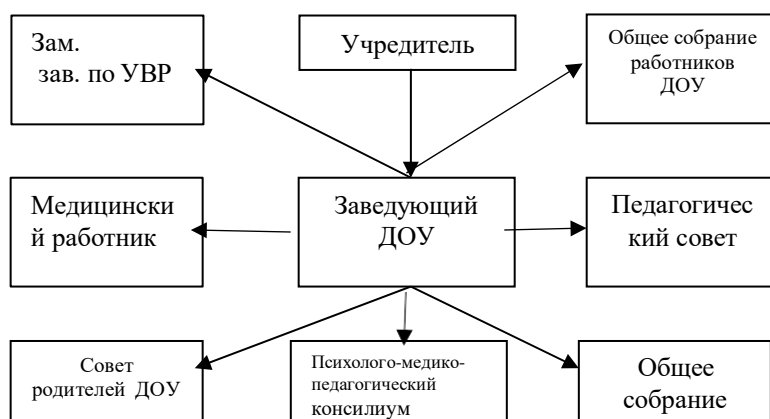 Зам.
зав. по УВР
Учредитель
Общее собрание
работников
ДОУ
Медицински
й работник
Заведующий
ДОУ
Педагогичес
кий совет
Совет
родителей ДОУ
Психолого-медико-
педагогический
консилиум
Общее
собрание